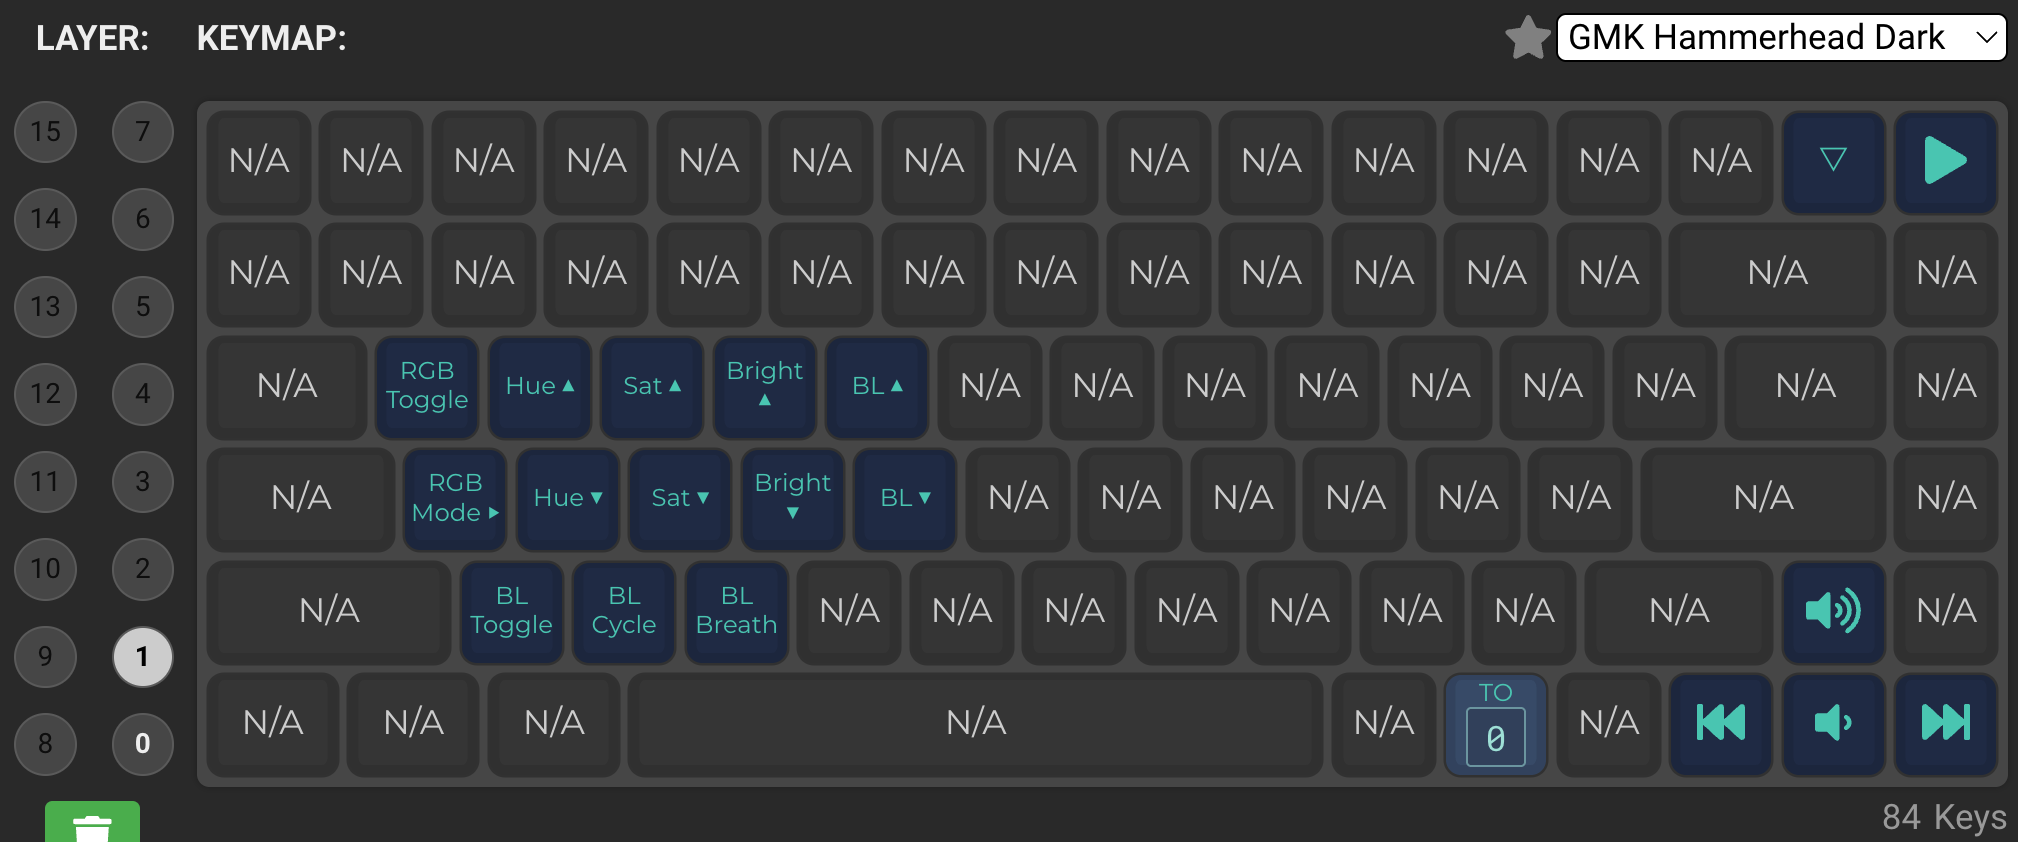 LAYER: KEYMAP: GMK Hammerhead Dark
15 7
14 6
13 5
12 4
11 3
10 2
9 1
8 0
N/A N/A N/A N/A N/A N/A N/A N/A N/A N/A N/A N/A N/A N/A ▽
N/A N/A N/A N/A N/A N/A N/A N/A N/A N/A N/A N/A N/A N/A N/A
N/A RGB Toggle Hue ▲ Sat ▲ Bright ▲ BL ▲ N/A N/A N/A N/A N/A N/A N/A N/A N/A
N/A RGB Mode ► Hue ▼ Sat ▼ Bright ▼ BL ▼ N/A N/A N/A N/A N/A N/A N/A N/A
N/A BL Toggle BL Cycle BL Breath N/A N/A N/A N/A N/A N/A N/A N/A N/A
N/A N/A N/A N/A N/A TO 0 N/A
84 Keys